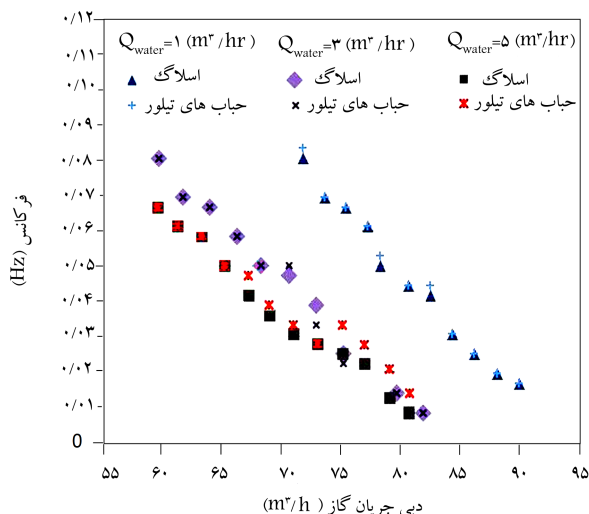 Q water=۱ (m³/hr) Q water=۳ (m³/hr) Q water=۵ (m³/hr)
اسلاگ اسلاگ اسلاگ
حباب های تیلور حباب های تیلور حباب های تیلور
فرکانس (Hz)
۰/۱۲
۰/۱۱
۰/۱۰
۰/۰۹
۰/۰۸
۰/۰۷
۰/۰۶
۰/۰۵
۰/۰۴
۰/۰۳
۰/۰۲
۰/۰۱
0
۵۵ ۶۰ ۶۵ ۷۰ ۷۵ ۸۰ ۸۵ ۹۰ ۹۵
دبی جریان گاز (m³/h)